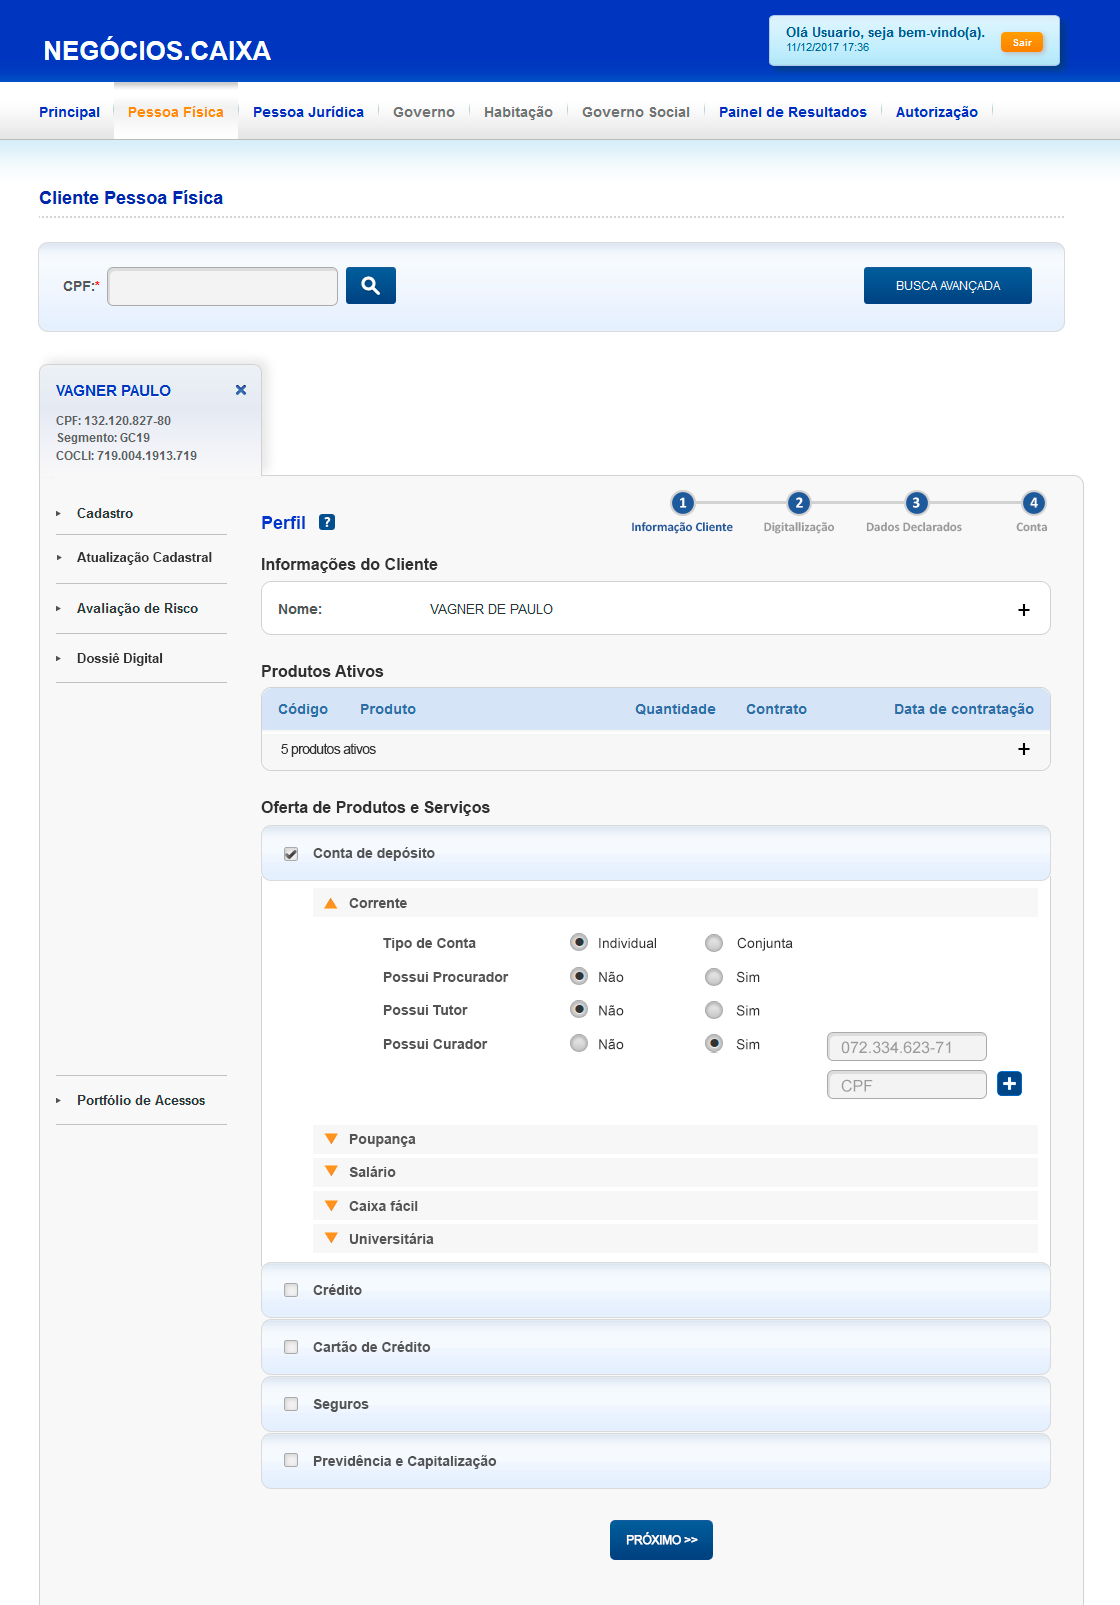 NEGÓCIOS.CAIXA
Olá Usuario, seja bem-vindo(a).
11/12/2017 17:36
Sair
Principal Pessoa Física Pessoa Jurídica Governo Habitação Governo Social Painel de Resultados Autorização
Cliente Pessoa Física
CPF:* BUSCA AVANÇADA
VAGNER PAULO
CPF: 132.120.827-80
Segmento: GC19
COCLI: 719.004.1913.719
Cadastro
Atualização Cadastral
Avaliação de Risco
Dossiê Digital
Portfólio de Acessos
Perfil ?
1 2 3 4
Informação Cliente Digitallização Dados Declarados Conta
Informações do Cliente
Nome: VAGNER DE PAULO +
Produtos Ativos
Código Produto Quantidade Contrato Data de contratação
5 produtos ativos +
Oferta de Produtos e Serviços
Conta de depósito
Corrente
Tipo de Conta Individual Conjunta
Possui Procurador Não Sim
Possui Tutor Não Sim
Possui Curador Não Sim 072.334.623-71
CPF +
Poupança
Salário
Caixa fácil
Universitária
Crédito
Cartão de Crédito
Seguros
Previdência e Capitalização
PRÓXIMO >>